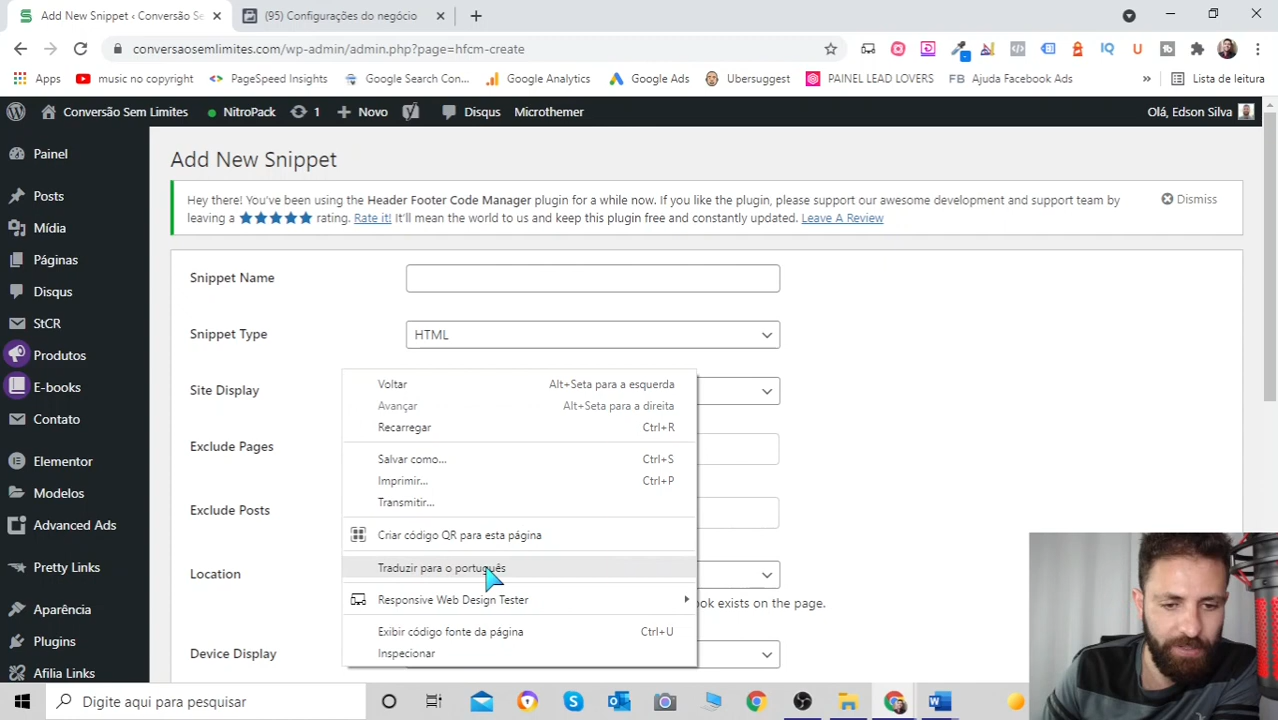 Add New Snippet ‹ Conversão Se
(95) Configurações do negócio
conversaosemlimites.com/wp-admin/admin.php?page=hfcm-create
Apps
music no copyright
PageSpeed Insights
Google Search Con...
Google Analytics
Google Ads
Ubersuggest
PAINEL LEAD LOVERS
FB Ajuda Facebook Ads
»
Lista de leitura
Conversão Sem Limites
NitroPack
1
Novo
Disqus
Microthemer
Olá, Edson Silva
Painel
Posts
Mídia
Páginas
Disqus
StCR
Produtos
E-books
Contato
Elementor
Modelos
Advanced Ads
Pretty Links
Aparência
Plugins
Afilia Links
Add New Snippet
Hey there! You've been using the Header Footer Code Manager plugin for a while now. If you like the plugin, please support our awesome development and support team by
leaving a ★★★★★ rating. Rate it! It'll mean the world to us and keep this plugin free and constantly updated. Leave A Review
Dismiss
Snippet Name
Snippet Type
HTML
Site Display
Exclude Pages
Exclude Posts
Location
ook exists on the page.
Device Display
Voltar Alt+Seta para a esquerda
Avançar Alt+Seta para a direita
Recarregar Ctrl+R
Salvar como... Ctrl+S
Imprimir... Ctrl+P
Transmitir...
Criar código QR para esta página
Traduzir para o português
Responsive Web Design Tester
Exibir código fonte da página Ctrl+U
Inspecionar
Digite aqui para pesquisar